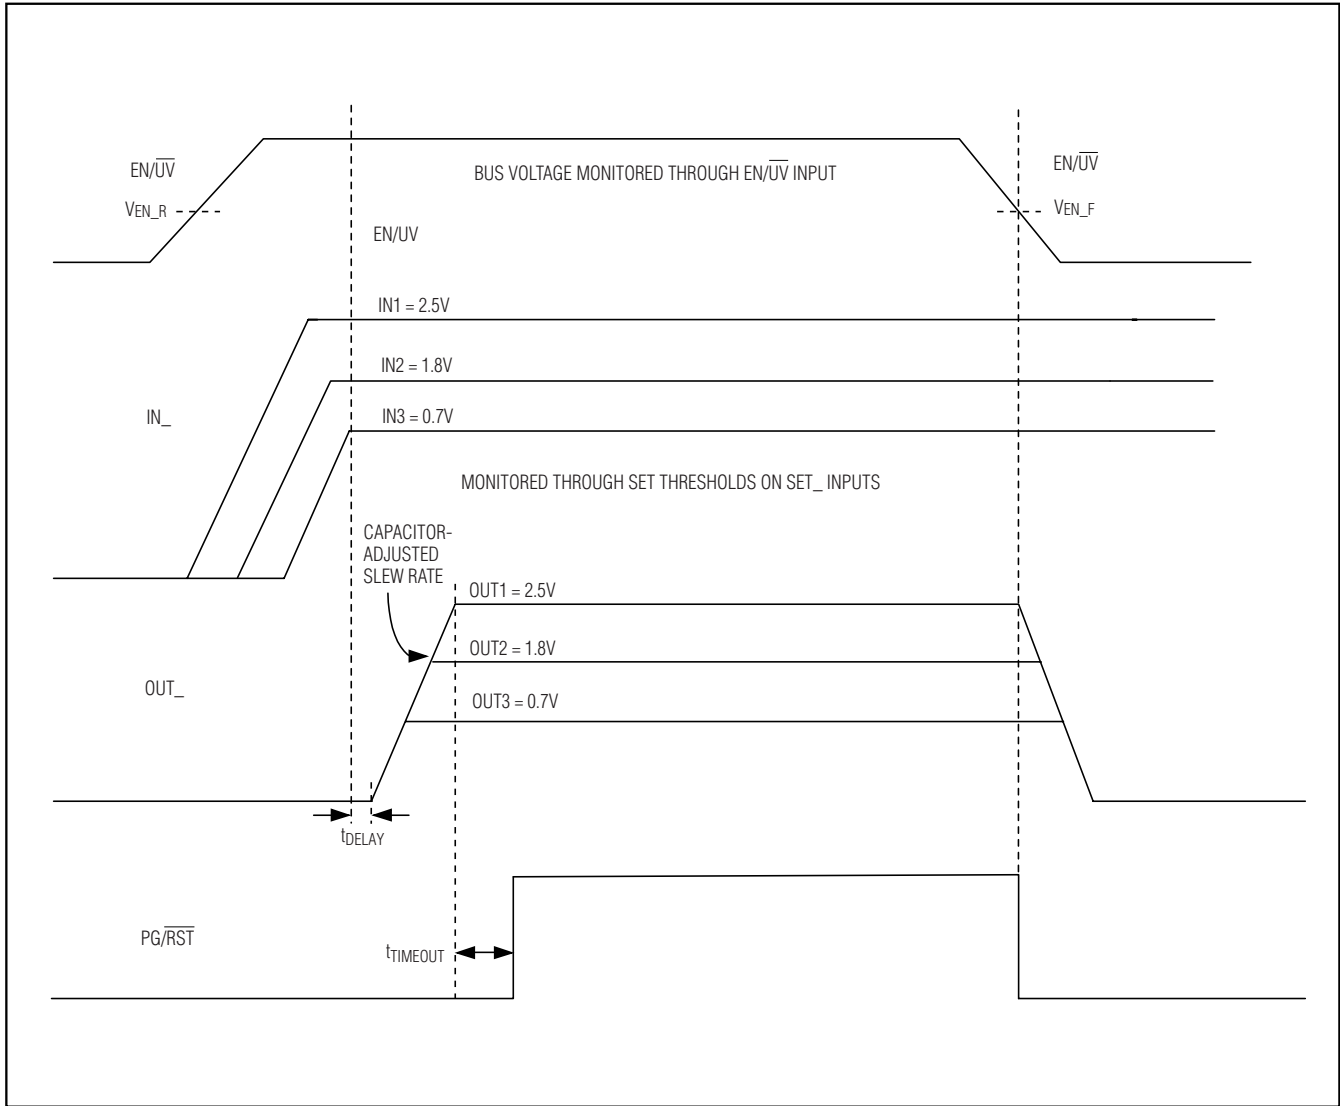 EN/UV
BUS VOLTAGE MONITORED THROUGH EN/UV INPUT
EN/UV
VEN_R
VEN_F
EN/UV
IN1 = 2.5V
IN2 = 1.8V
IN_
IN3 = 0.7V
MONITORED THROUGH SET THRESHOLDS ON SET_ INPUTS
CAPACITOR-
ADJUSTED
SLEW RATE
OUT1 = 2.5V
OUT2 = 1.8V
OUT_
OUT3 = 0.7V
tDELAY
PG/RST
tTIMEOUT